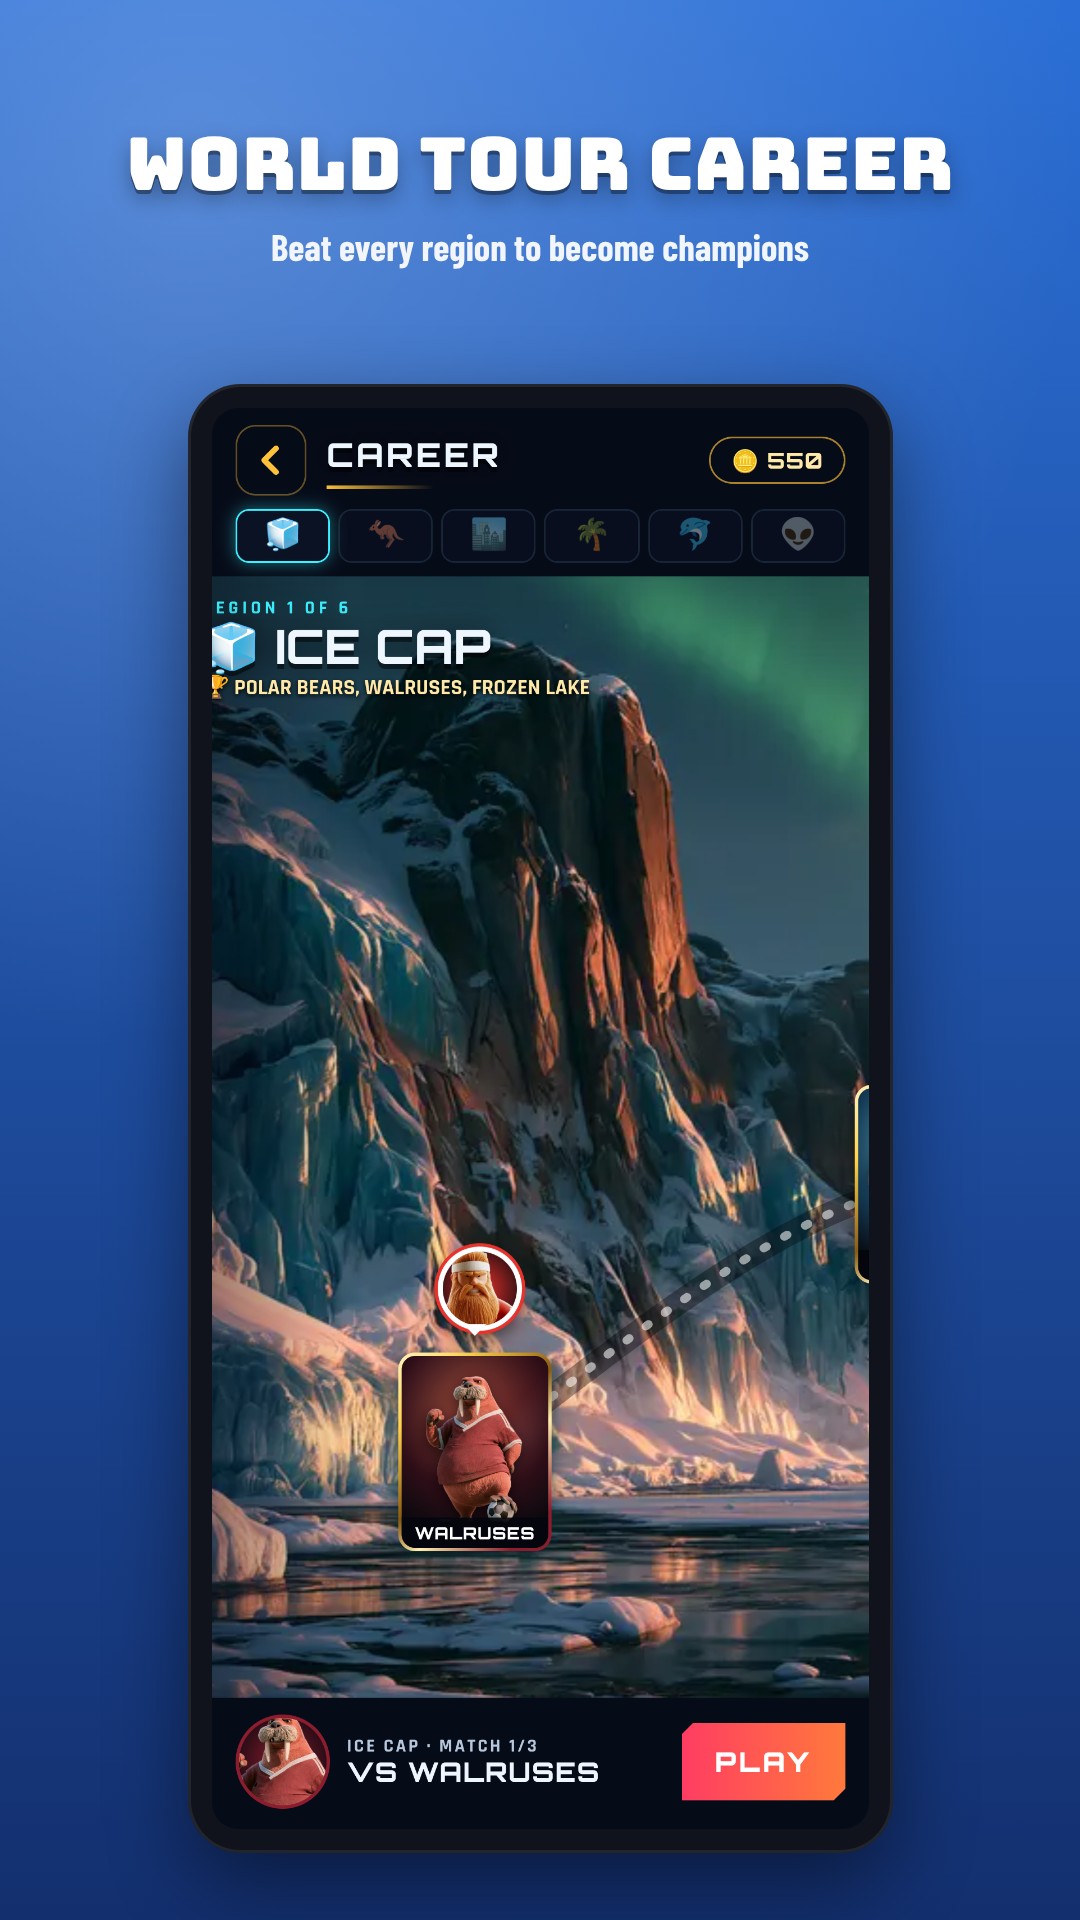 WORLD TOUR CAREER
Beat every region to become champions
CAREER
550
EGION 1 OF 6
ICE CAP
POLAR BEARS, WALRUSES, FROZEN LAKE
WALRUSES
ICE CAP · MATCH 1/3
VS WALRUSES
PLAY